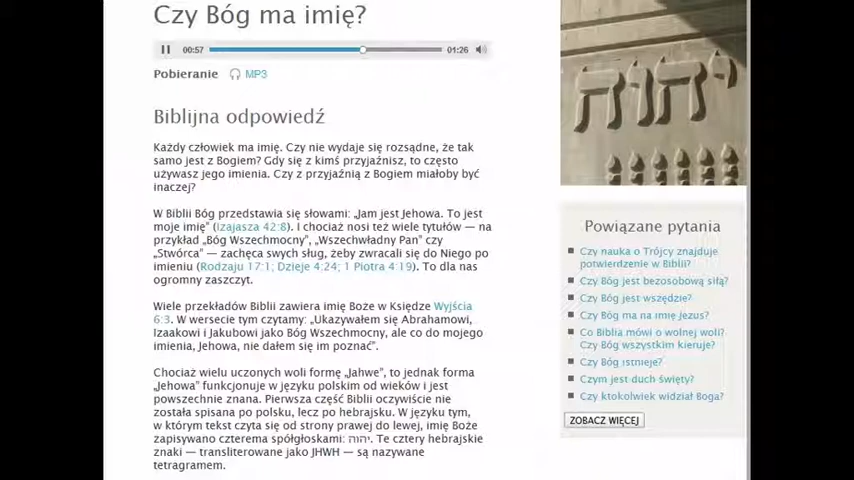 Czy Bóg ma imię?
00:57
01:26
Pobieranie MP3
Biblijna odpowiedź
Każdy człowiek ma imię. Czy nie wydaje się rozsądne, że tak
samo jest z Bogiem? Gdy się z kimś przyjaźnisz, to często
używasz jego imienia. Czy z przyjaźnią z Bogiem miałoby być
inaczej?
W Biblii Bóg przedstawia się słowami: „Jam jest Jehowa. To jest
moje imię” (Izajasza 42:8). I chociaż nosi też wiele tytułów — na
przykład „Bóg Wszechmocny”, „Wszechwładny Pan” czy
„Stwórca” — zachęca swych sług, żeby zwracali się do Niego po
imieniu (Rodzaju 17:1; Dzieje 4:24; 1 Piotra 4:19). To dla nas
ogromny zaszczyt.
Wiele przekładów Biblii zawiera imię Boże w Księdze Wyjścia
6:3. W wersecie tym czytamy: „Ukazywałem się Abrahamowi,
Izaakowi i Jakubowi jako Bóg Wszechmocny, ale co do mojego
imienia, Jehowa, nie dałem się im poznać”.
Chociaż wielu uczonych woli formę „Jahwe”, to jednak forma
„Jehowa” funkcjonuje w języku polskim od wieków i jest
powszechnie znana. Pierwsza część Biblii oczywiście nie
została spisana po polsku, lecz po hebrajsku. W języku tym,
w którym tekst czyta się od strony prawej do lewej, imię Boże
zapisywano czterema spółgłoskami: יהוה. Te cztery hebrajskie
znaki — transliterowane jako JHWH — są nazywane
tetragramem.
יהוה
Powiązane pytania
Czy nauka o Trójcy znajduje
potwierdzenie w Biblii?
Czy Bóg jest bezosobową siłą?
Czy Bóg jest wszędzie?
Czy Bóg ma na imię Jezus?
Co Biblia mówi o wolnej woli?
Czy Bóg wszystkim kieruje?
Czy Bóg istnieje?
Czym jest duch święty?
Czy ktokolwiek widział Boga?
ZOBACZ WIĘCEJ